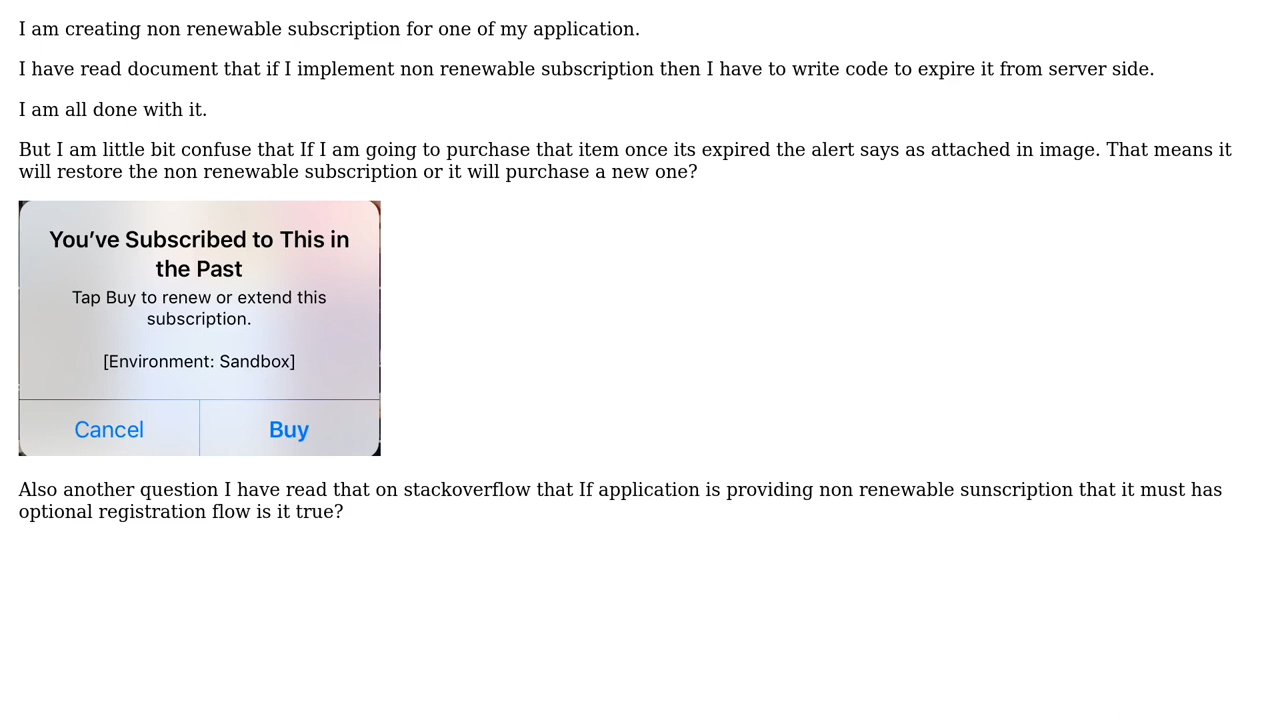 I am creating non renewable subscription for one of my application.
I have read document that if I implement non renewable subscription then I have to write code to expire it from server side.
I am all done with it.
But I am little bit confuse that If I am going to purchase that item once its expired the alert says as attached in image. That means it
will restore the non renewable subscription or it will purchase a new one?
You’ve Subscribed to This in
the Past
Tap Buy to renew or extend this
subscription.
[Environment: Sandbox]
Cancel
Buy
Also another question I have read that on stackoverflow that If application is providing non renewable sunscription that it must has
optional registration flow is it true?